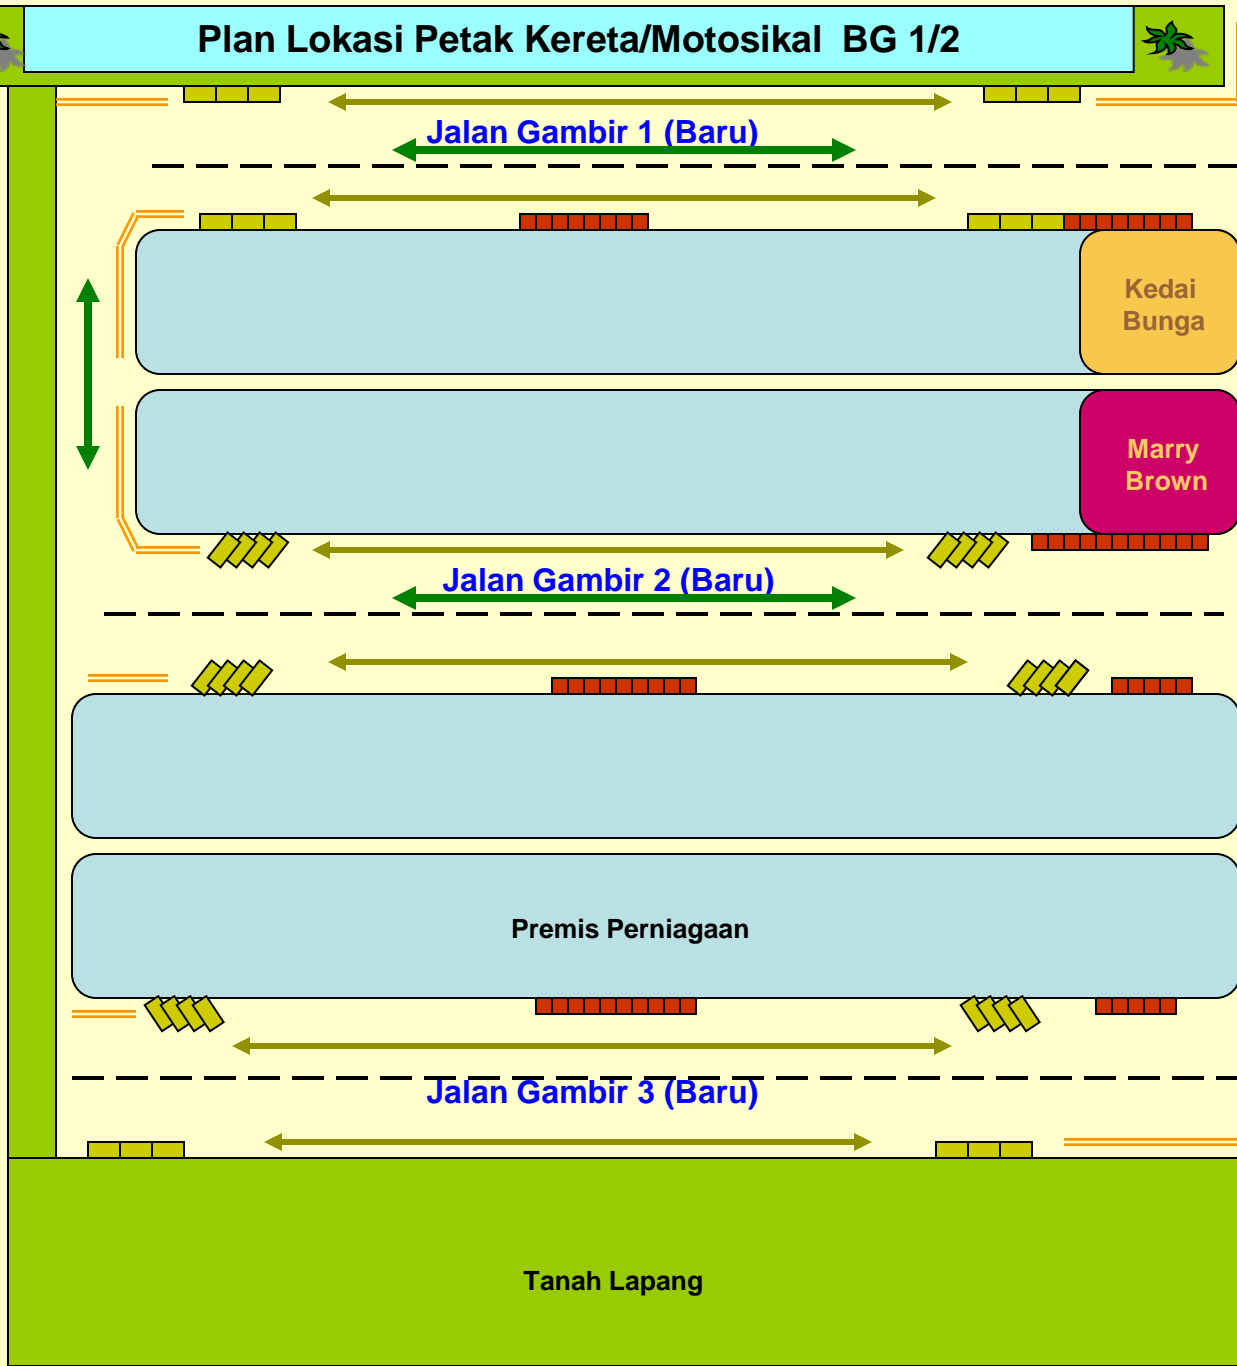 Plan Lokasi Petak Kereta/Motosikal BG 1/2
Jalan Gambir 1 (Baru)
Kedai
Bunga
Marry
Brown
Jalan Gambir 2 (Baru)
Premis Perniagaan
Jalan Gambir 3 (Baru)
Tanah Lapang